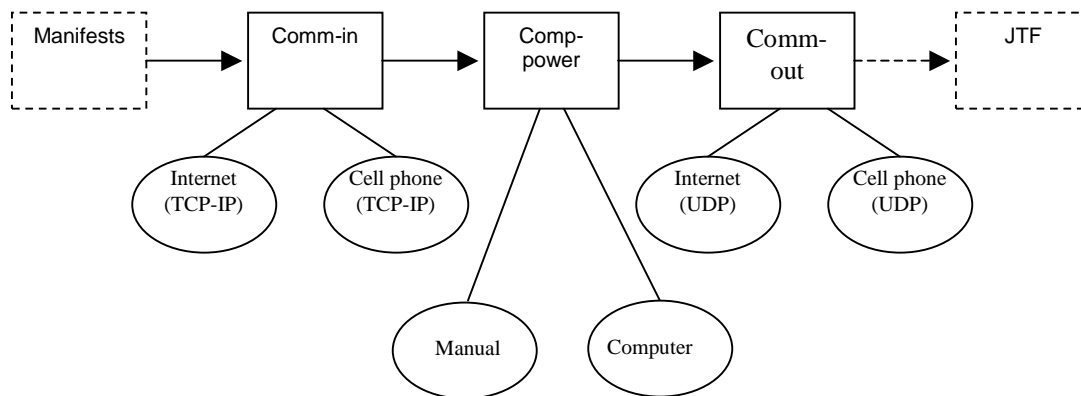 Manifests
Comm-in
Comp-
power
Comm-
out
JTF
Internet
(TCP-IP)
Cell phone
(TCP-IP)
Internet
(UDP)
Cell phone
(UDP)
Manual
Computer